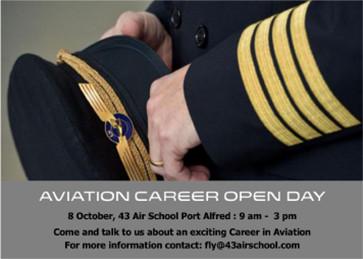 AVIATION CAREER OPEN DAY
8 October, 43 Air School Port Alfred : 9 am - 3 pm
Come and talk to us about an exciting Career in Aviation
For more information contact: fly@43airschool.com